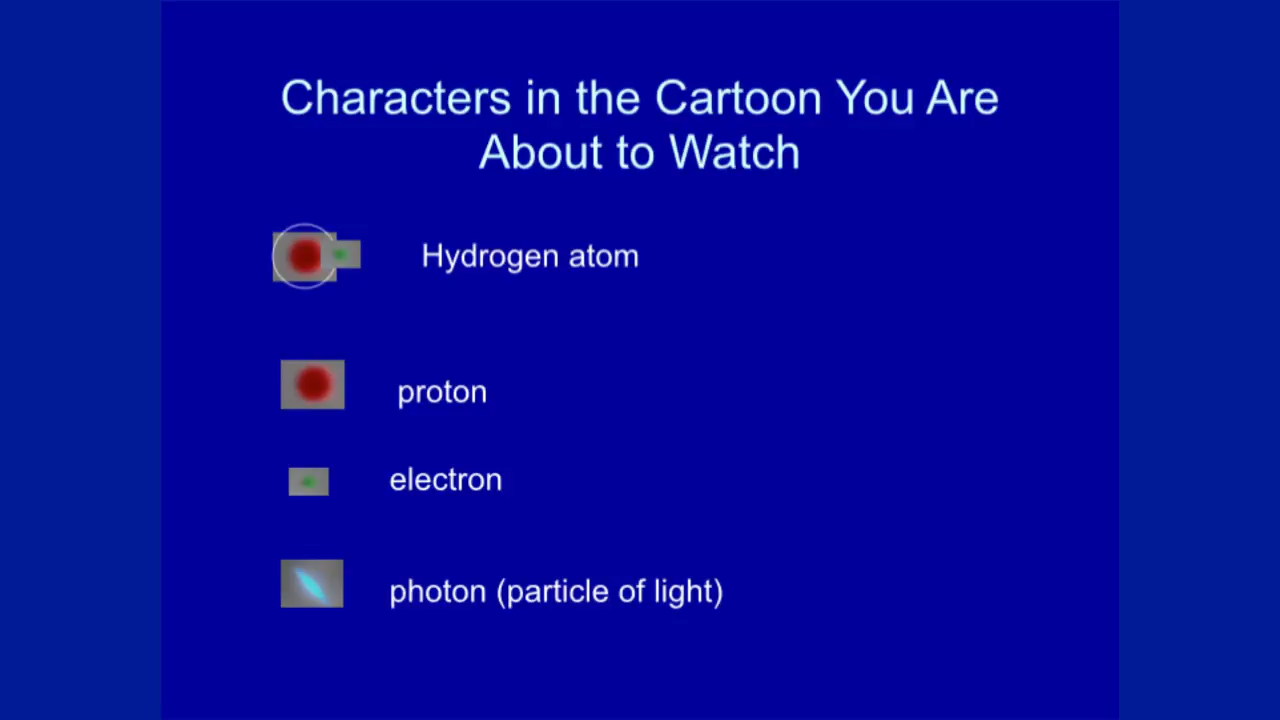 Characters in the Cartoon You Are
About to Watch
Hydrogen atom
proton
electron
photon (particle of light)